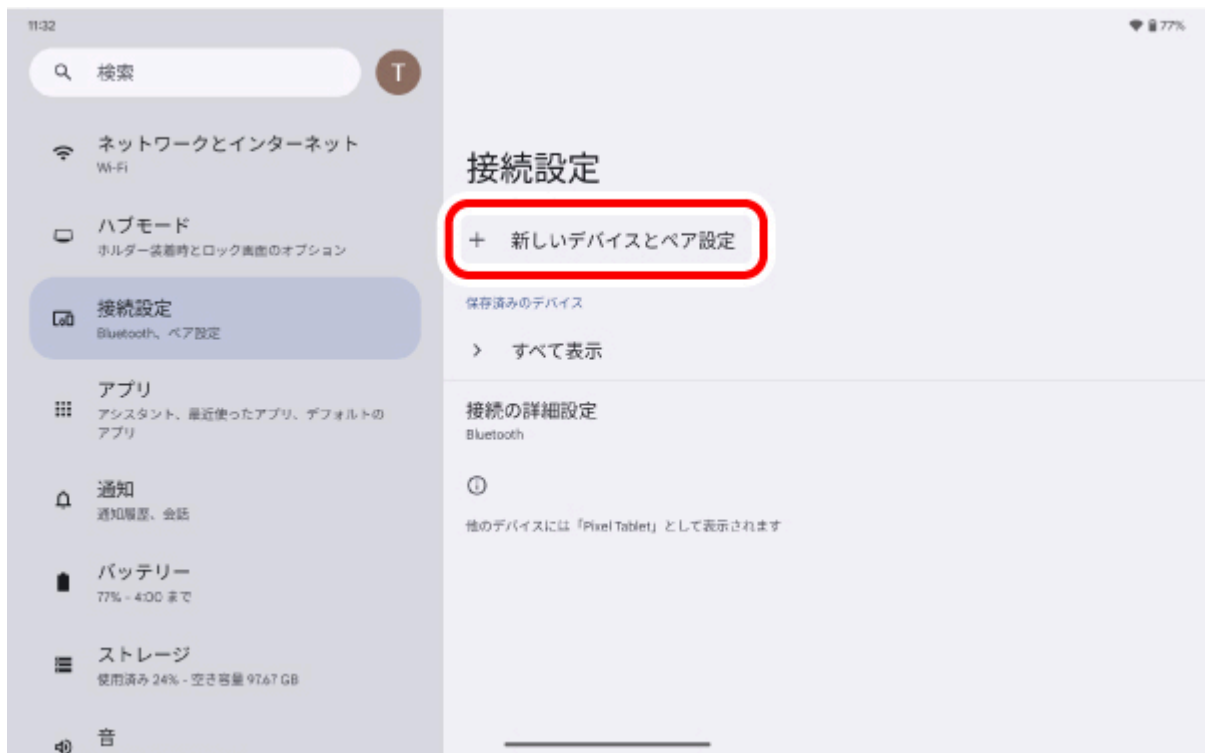 11:32
77%
検索
T
ネットワークとインターネット
Wi-Fi
ハブモード
ホルダー装着時とロック画面のオプション
接続設定
Bluetooth、ペア設定
アプリ
アシスタント、最近使ったアプリ、デフォルトの
アプリ
通知
通知履歴、会話
バッテリー
77% - 4:00 まで
ストレージ
使用済み 24% - 空き容量 97.67 GB
音
接続設定
+ 新しいデバイスとペア設定
保存済みのデバイス
すべて表示
接続の詳細設定
Bluetooth
他のデバイスには「Pixel Tablet」として表示されます